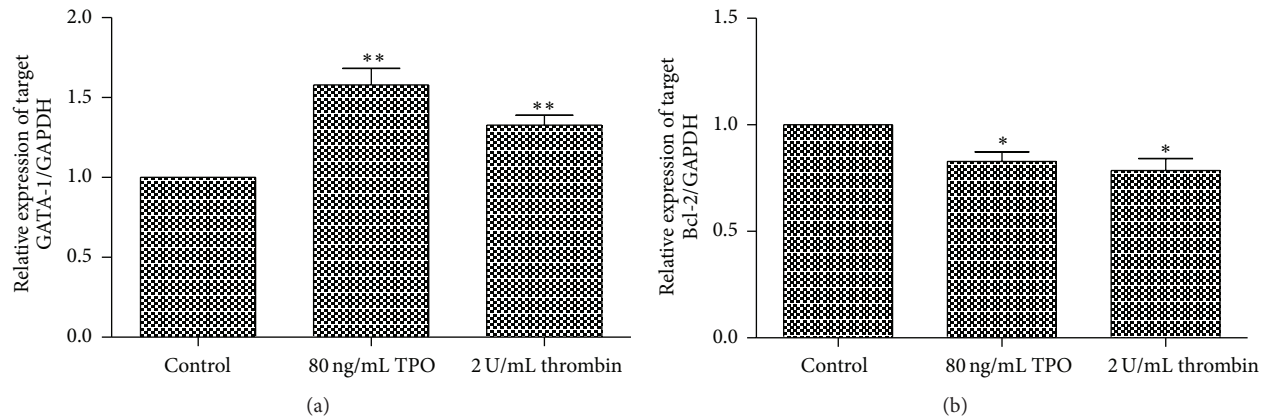 Relative expression of target
GATA-1/GAPDH
2.0
1.5
1.0
0.5
0.0
**
**
Control
80 ng/mL TPO
2 U/mL thrombin
(a)
Relative expression of target
Bcl-2/GAPDH
1.5
1.0
0.5
0.0
*
*
Control
80 ng/mL TPO
2 U/mL thrombin
(b)